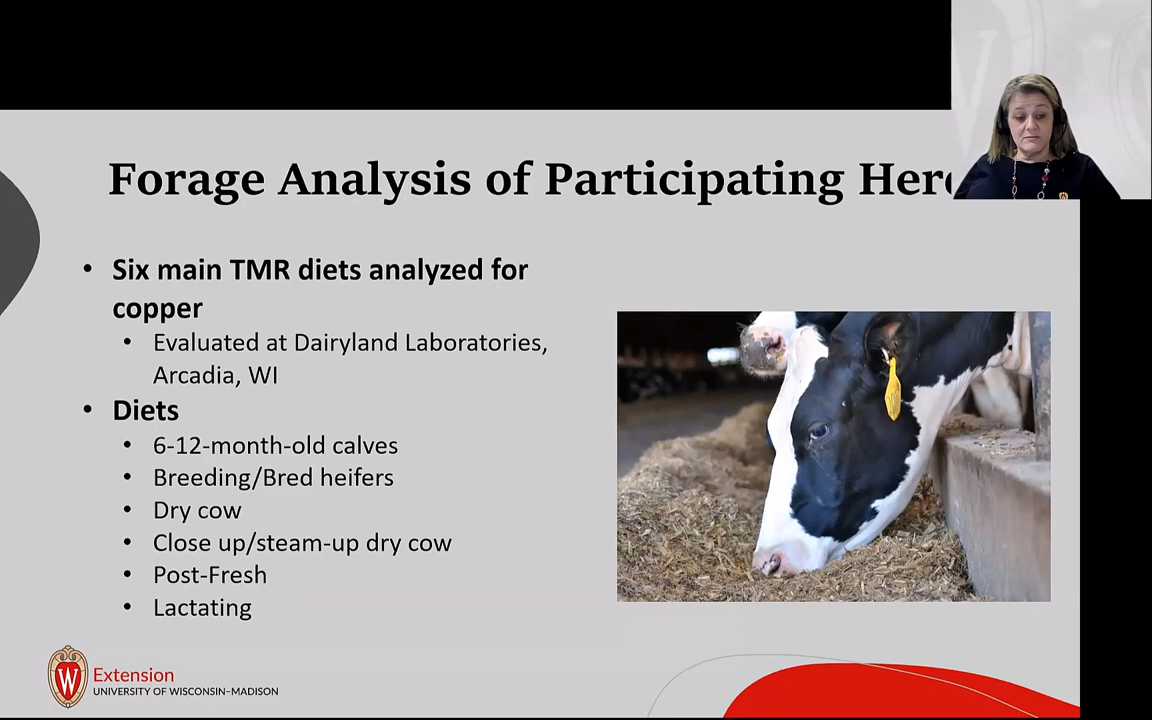 Forage Analysis of Participating
• Six main TMR diets analyzed for
copper
• Evaluated at Dairyland Laboratories,
Arcadia, WI
• Diets
• 6-12-month-old calves
• Breeding/Bred heifers
• Dry cow
• Close up/steam-up dry cow
• Post-Fresh
• Lactating
W
Extension
UNIVERSITY OF WISCONSIN–MADISON